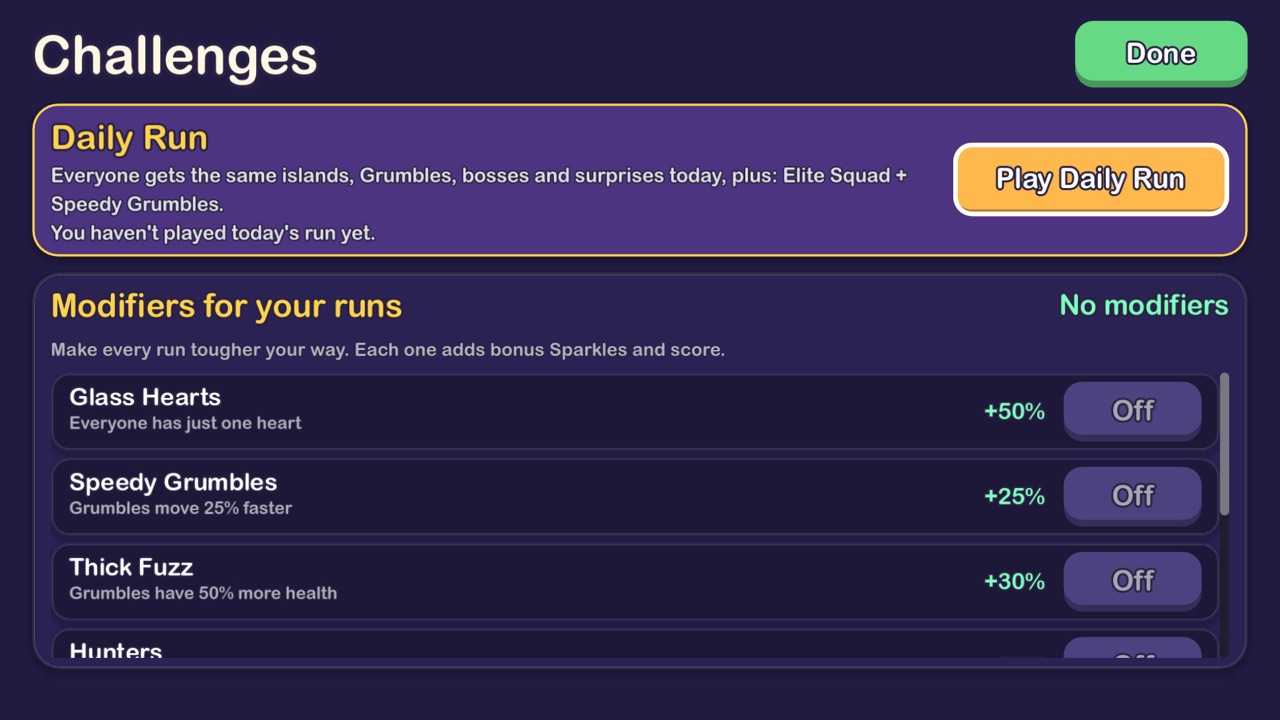 Challenges
Done
Daily Run
Everyone gets the same islands, Grumbles, bosses and surprises today, plus: Elite Squad +
Speedy Grumbles.
You haven't played today's run yet.
Play Daily Run
Modifiers for your runs
No modifiers
Make every run tougher your way. Each one adds bonus Sparkles and score.
Glass Hearts
Everyone has just one heart
+50%
Off
Speedy Grumbles
Grumbles move 25% faster
+25%
Off
Thick Fuzz
Grumbles have 50% more health
+30%
Off
Hunters
Off